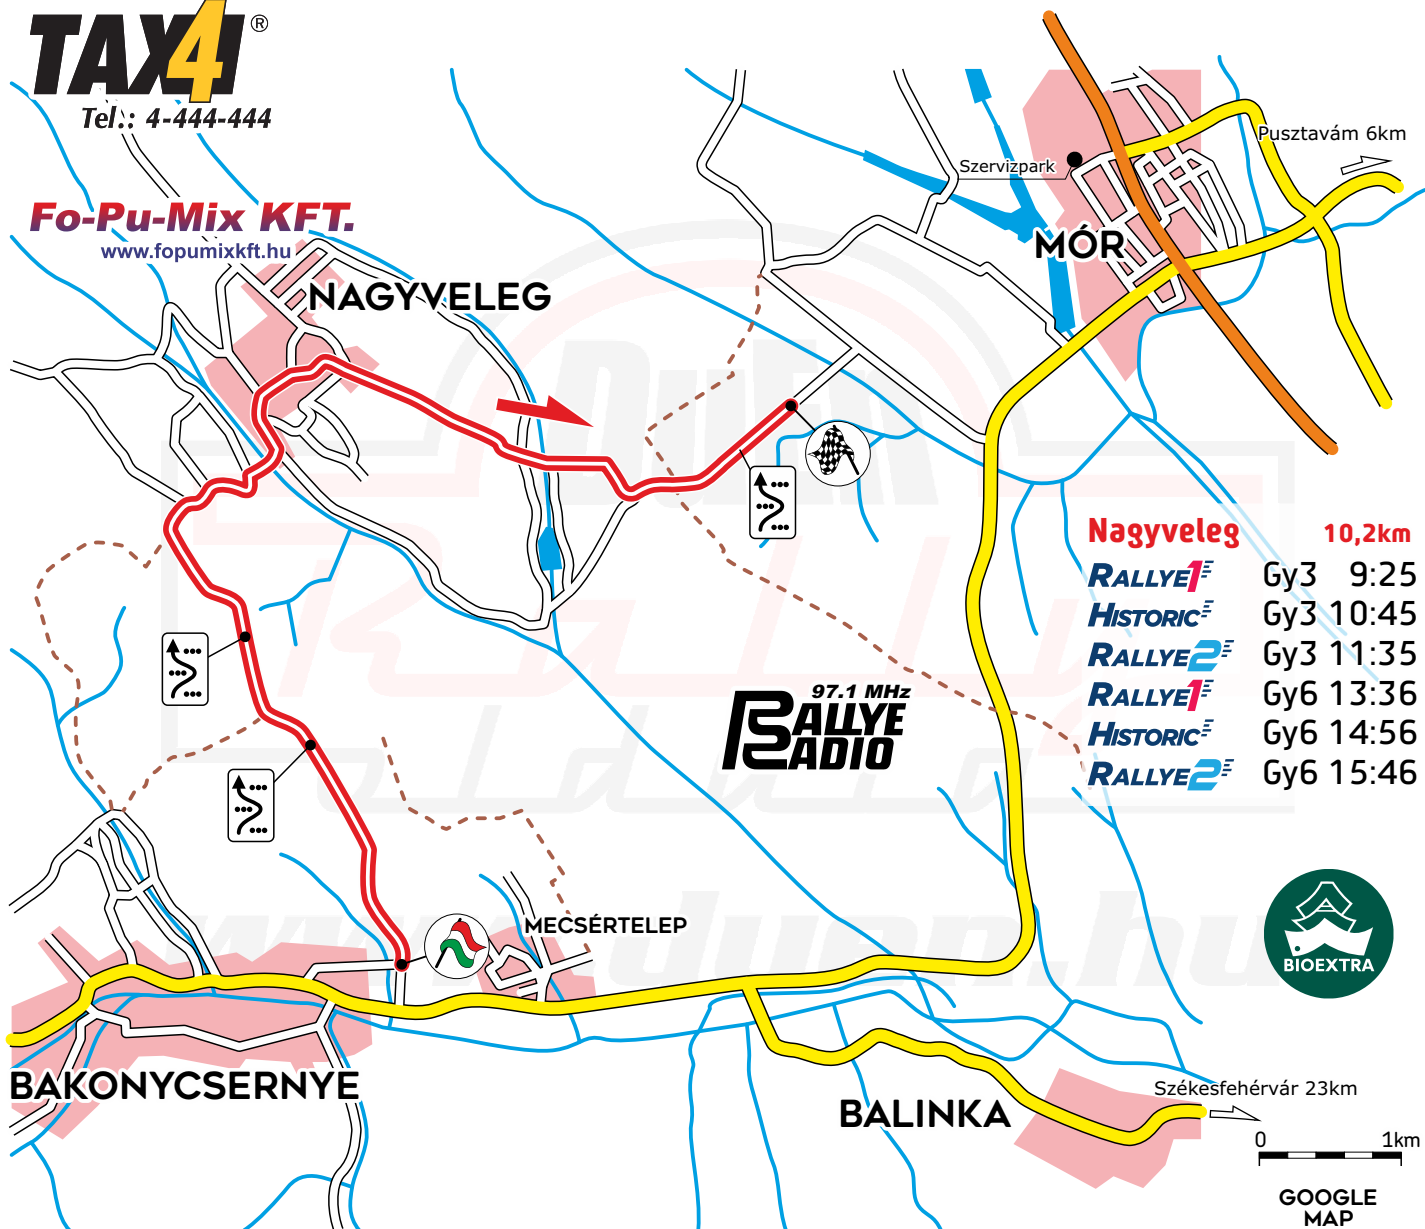 TAX4®
Tel.: 4-444-444
Fo-Pu-Mix KFT.
www.fopumixkft.hu
Pusztavám 6km
Szervizpark
MÓR
NAGYVELEG
Nagyveleg 10,2km
RALLYE1 Gy3 9:25
HISTORIC Gy3 10:45
RALLYE2 Gy3 11:35
RALLYE1 Gy6 13:36
HISTORIC Gy6 14:56
RALLYE2 Gy6 15:46
97.1 MHz
RALLYE
RADIO
MECSÉRTELEP
BIOEXTRA
BAKONYCSERNYE
BALINKA
Székesfehérvár 23km
0 1km
GOOGLE
MAP